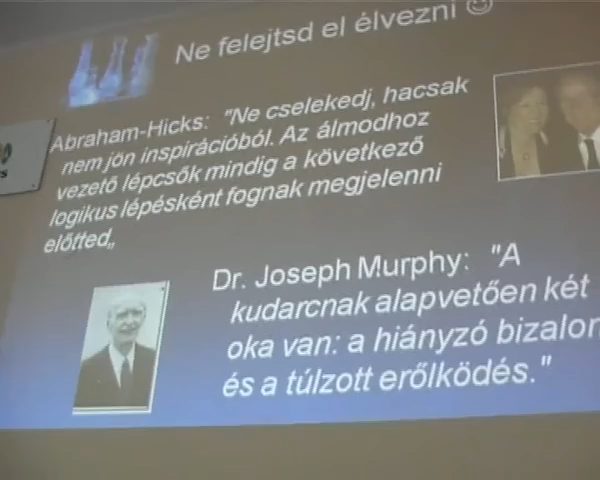 Ne felejtsd el élvezni ☺
Abraham-Hicks: "Ne cselekedj, hacsak
nem jön inspirációból. Az álmodhoz
vezető lépcsők mindig a következő
logikus lépésként fognak megjelenni
előtted„
Dr. Joseph Murphy: "A
kudarcnak alapvetően két
oka van: a hiányzó bizalom
és a túlzott erőlködés."